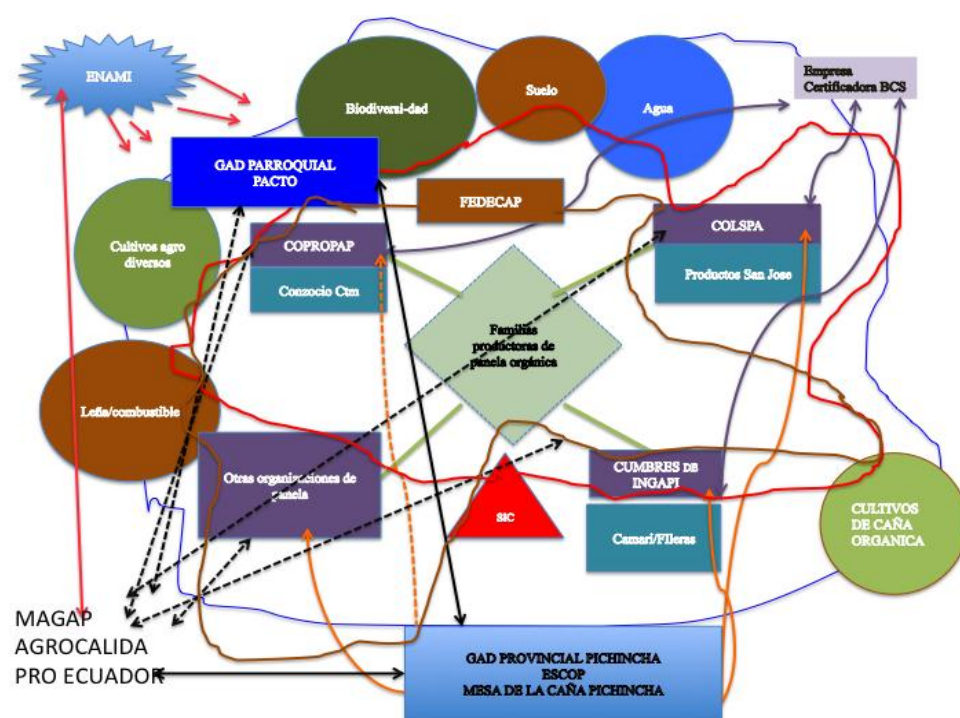 ENAMI
Biodiversi-dad
Suelo
Agua
Empresa
Certificadora BCS
GAD PARROQUIAL
PACTO
FEDECAP
Cultivos agro
diversos
COPROPAP
Conzocio Ctm
COLSPA
Productos San Jose
Familias
productoras de
panela orgánica
Leña/combustible
Otras organizaciones de
panela
SIC
CUMBRES DE
INGAPI
Camari/FIleras
CULTIVOS
DE CAÑA
ORGANICA
MAGAP
AGROCALIDA
PRO ECUADOR
GAD PROVINCIAL PICHINCHA
ESCOP
MESA DE LA CAÑA PICHINCHA